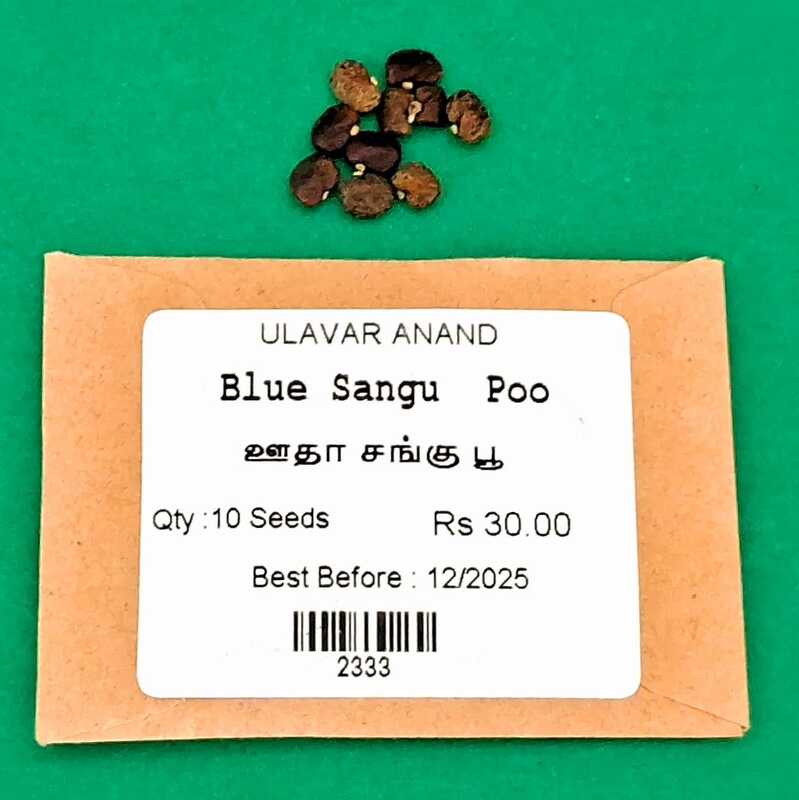 ULAVAR ANAND
Blue Sangu Poo
ஊதா சங்கு பூ
Qty :10 Seeds Rs 30.00
Best Before : 12/2025
2333